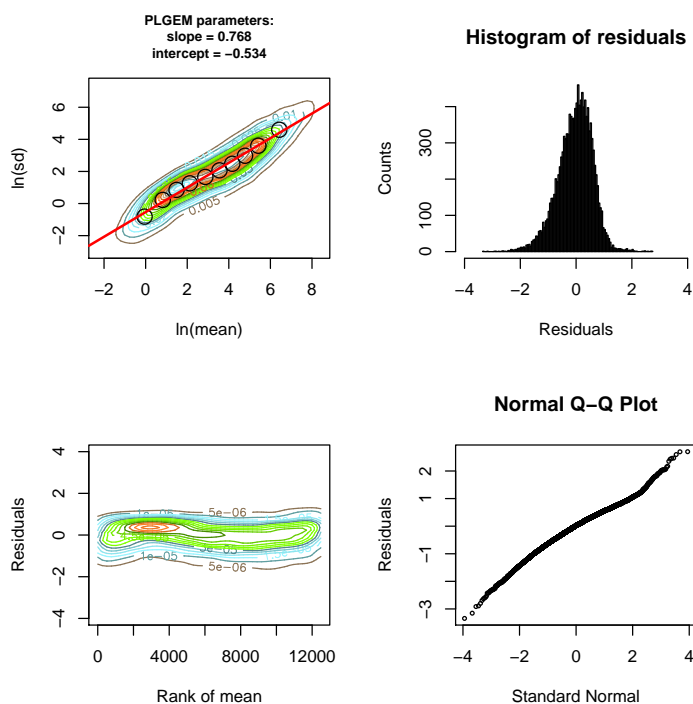 PLGEM parameters:
slope = 0.768
intercept = −0.534
ln(sd)
6
4
2
0
−2
0.01
0.005
−2 0 2 4 6 8
ln(mean)
Histogram of residuals
Counts
300
100
0
−4 −2 0 2 4
Residuals
Residuals
4
2
0
−2
−4
5e−06
1e−05
5e−06
0 4000 8000 12000
Rank of mean
Normal Q−Q Plot
2
1
−1
−3
−4 −2 0 2 4
Standard Normal